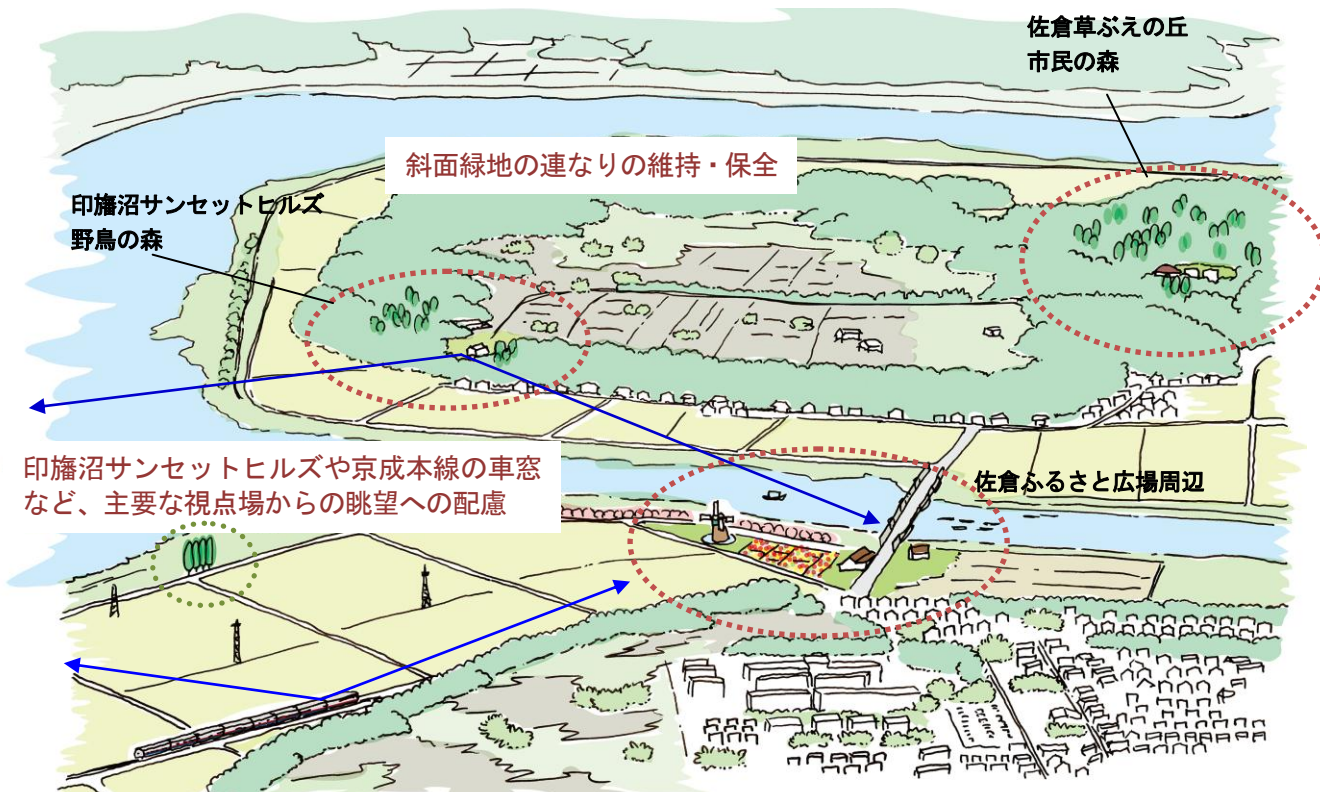 佐倉草ぶえの丘
市民の森
斜面緑地の連なりの維持・保全
印旛沼サンセットヒルズ
野鳥の森
印旛沼サンセットヒルズや京成本線の車窓
など、主要な視点場からの眺望への配慮
佐倉ふるさと広場周辺